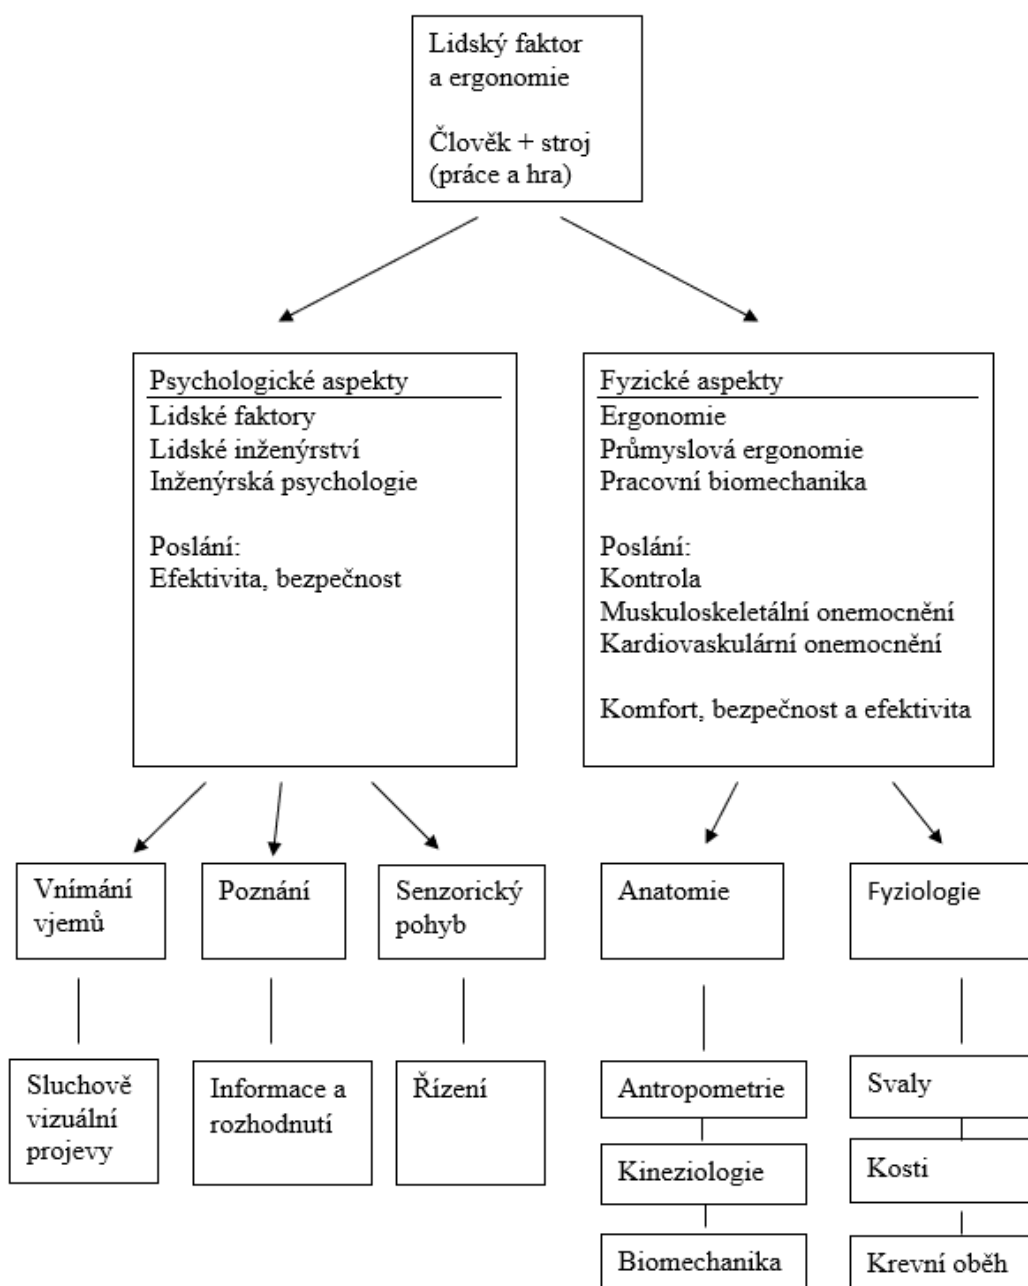 Lidský faktor
a ergonomie
Člověk + stroj
(práce a hra)
Psychologické aspekty
Lidské faktory
Lidské inženýrství
Inženýrská psychologie
Poslání:
Efektivita, bezpečnost
Fyzické aspekty
Ergonomie
Průmyslová ergonomie
Pracovní biomechanika
Poslání:
Kontrola
Muskuloskeletální onemocnění
Kardiovaskulární onemocnění
Komfort, bezpečnost a efektivita
Vnímání
vjemů
Poznání
Senzorický
pohyb
Anatomie
Fyziologie
Sluchově
vizuální
projevy
Informace a
rozhodnutí
Řízení
Antropometrie
Kineziologie
Biomechanika
Svaly
Kosti
Krevní oběh